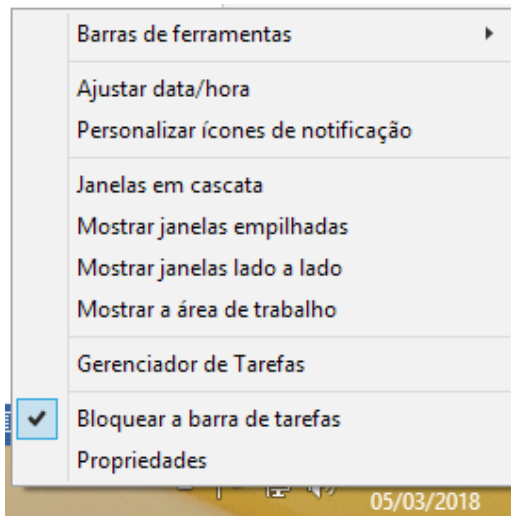 Barras de ferramentas
Ajustar data/hora
Personalizar ícones de notificação
Janelas em cascata
Mostrar janelas empilhadas
Mostrar janelas lado a lado
Mostrar a área de trabalho
Gerenciador de Tarefas
Bloquear a barra de tarefas
Propriedades
05/03/2018